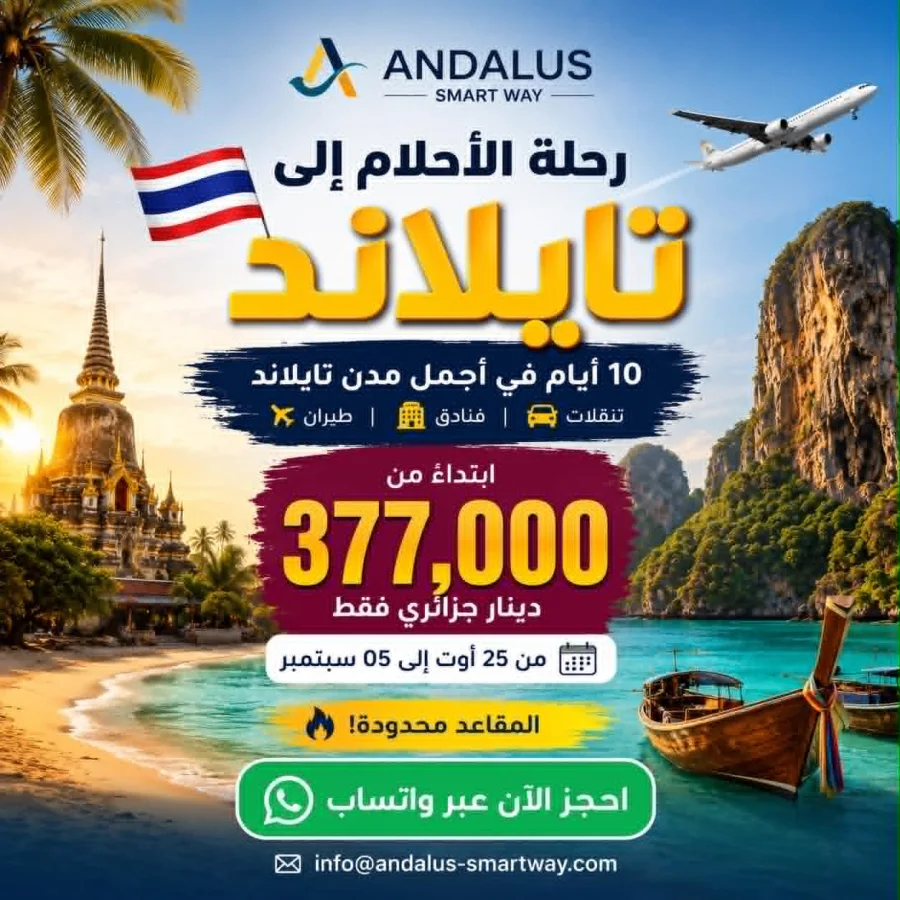 ANDALUS
SMART WAY
رحلة الأحلام إلى
تايلاند
10 أيام في أجمل مدن تايلاند
تنقلات | فنادق | طيران
ابتداءً من
377,000
دينار جزائري فقط
من 25 أوت إلى 05 سبتمبر
المقاعد محدودة!
احجز الآن عبر واتساب
info@andalus-smartway.com